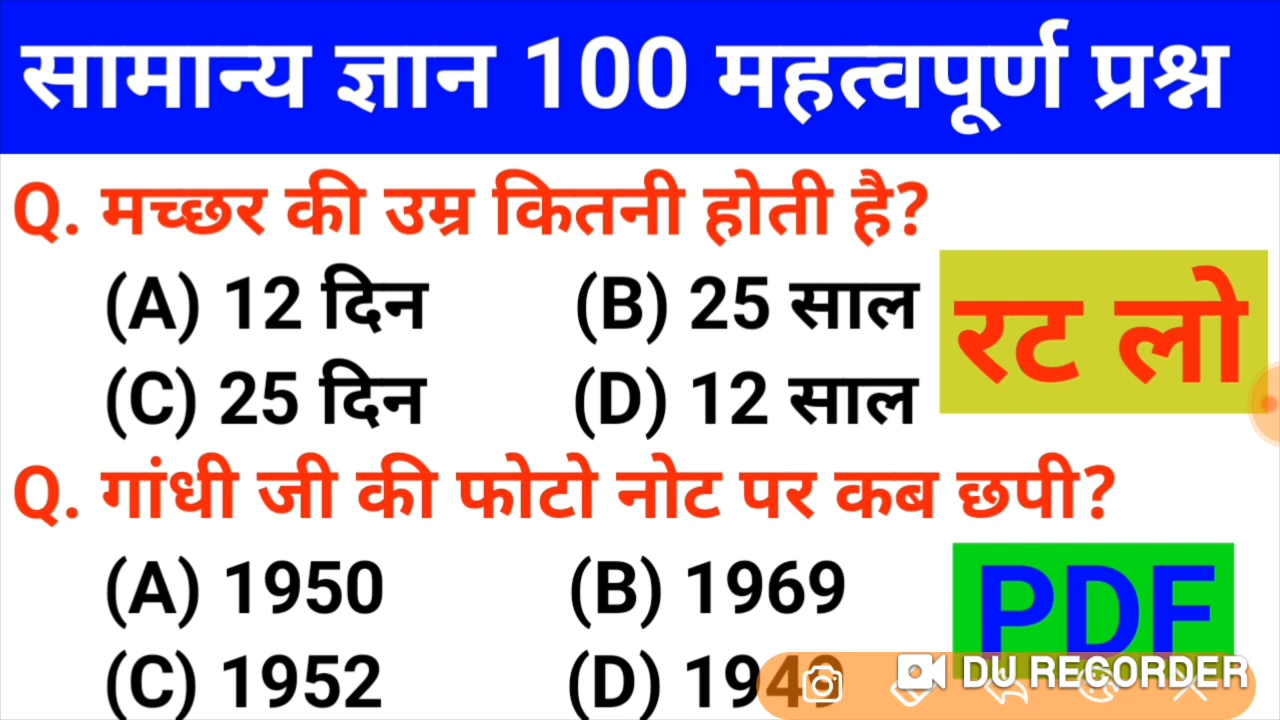 सामान्य ज्ञान 100 महत्वपूर्ण प्रश्न
Q. मच्छर की उम्र कितनी होती है?
(A) 12 दिन (B) 25 साल
(C) 25 दिन (D) 12 साल
रट लो
Q. गांधी जी की फोटो नोट पर कब छपी?
(A) 1950 (B) 1969
(C) 1952 (D) 1949
PDF
DU RECORDER